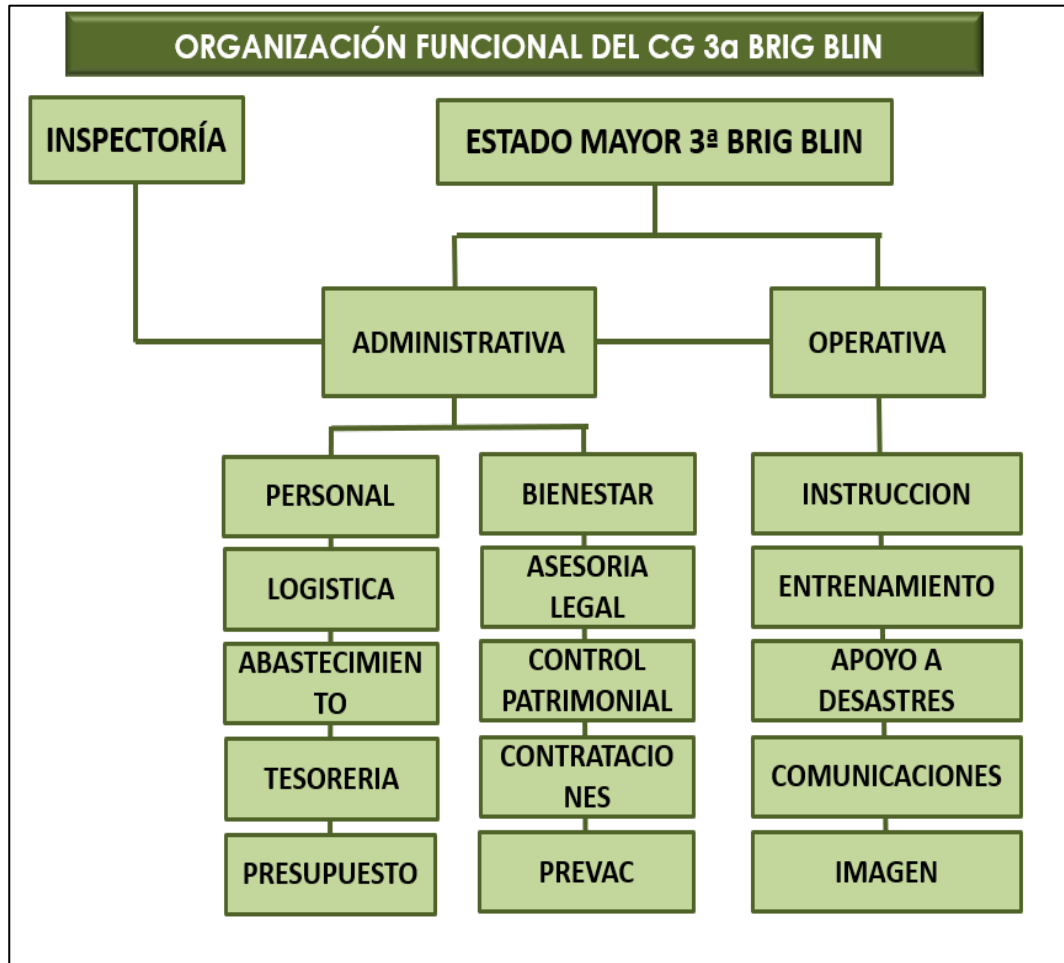 ORGANIZACIÓN FUNCIONAL DEL CG 3a BRIG BLIN
INSPECTORÍA
ESTADO MAYOR 3ª BRIG BLIN
ADMINISTRATIVA
OPERATIVA
PERSONAL
LOGISTICA
ABASTECIMIEN
TO
TESORERIA
PRESUPUESTO
BIENESTAR
ASESORIA
LEGAL
CONTROL
PATRIMONIAL
CONTRATACIO
NES
PREVAC
INSTRUCCION
ENTRENAMIENTO
APOYO A
DESASTRES
COMUNICACIONES
IMAGEN